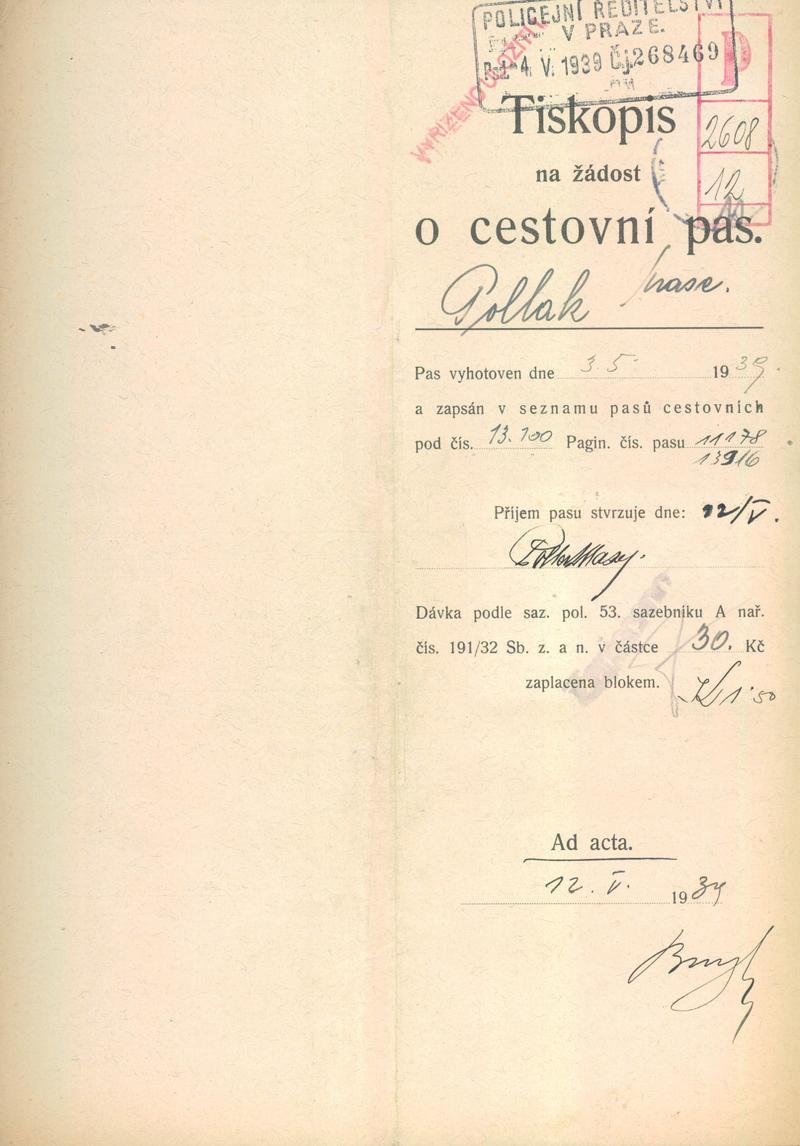 POLICEJNÍ ŘEDITELSTVÍ
V PRAZE.
4. V. 1939 Čj. 268469
VYŘÍZENO
P
2608
12
Tiskopis
na žádost
o cestovní pas.
Pollak
Pas vyhotoven dne 3. 5 1939
a zapsán v seznamu pasů cestovních
pod čís. 13.100 Pagin. čís. pasu 11178
13916
Příjem pasu stvrzuje dne: 12/V.
Dávka podle saz. pol. 53. sazebníku A nař.
čís. 191/32 Sb. z. a n. v částce 30. Kč
zaplacena blokem.
K 1.50
Ad acta.
12. V. 1939